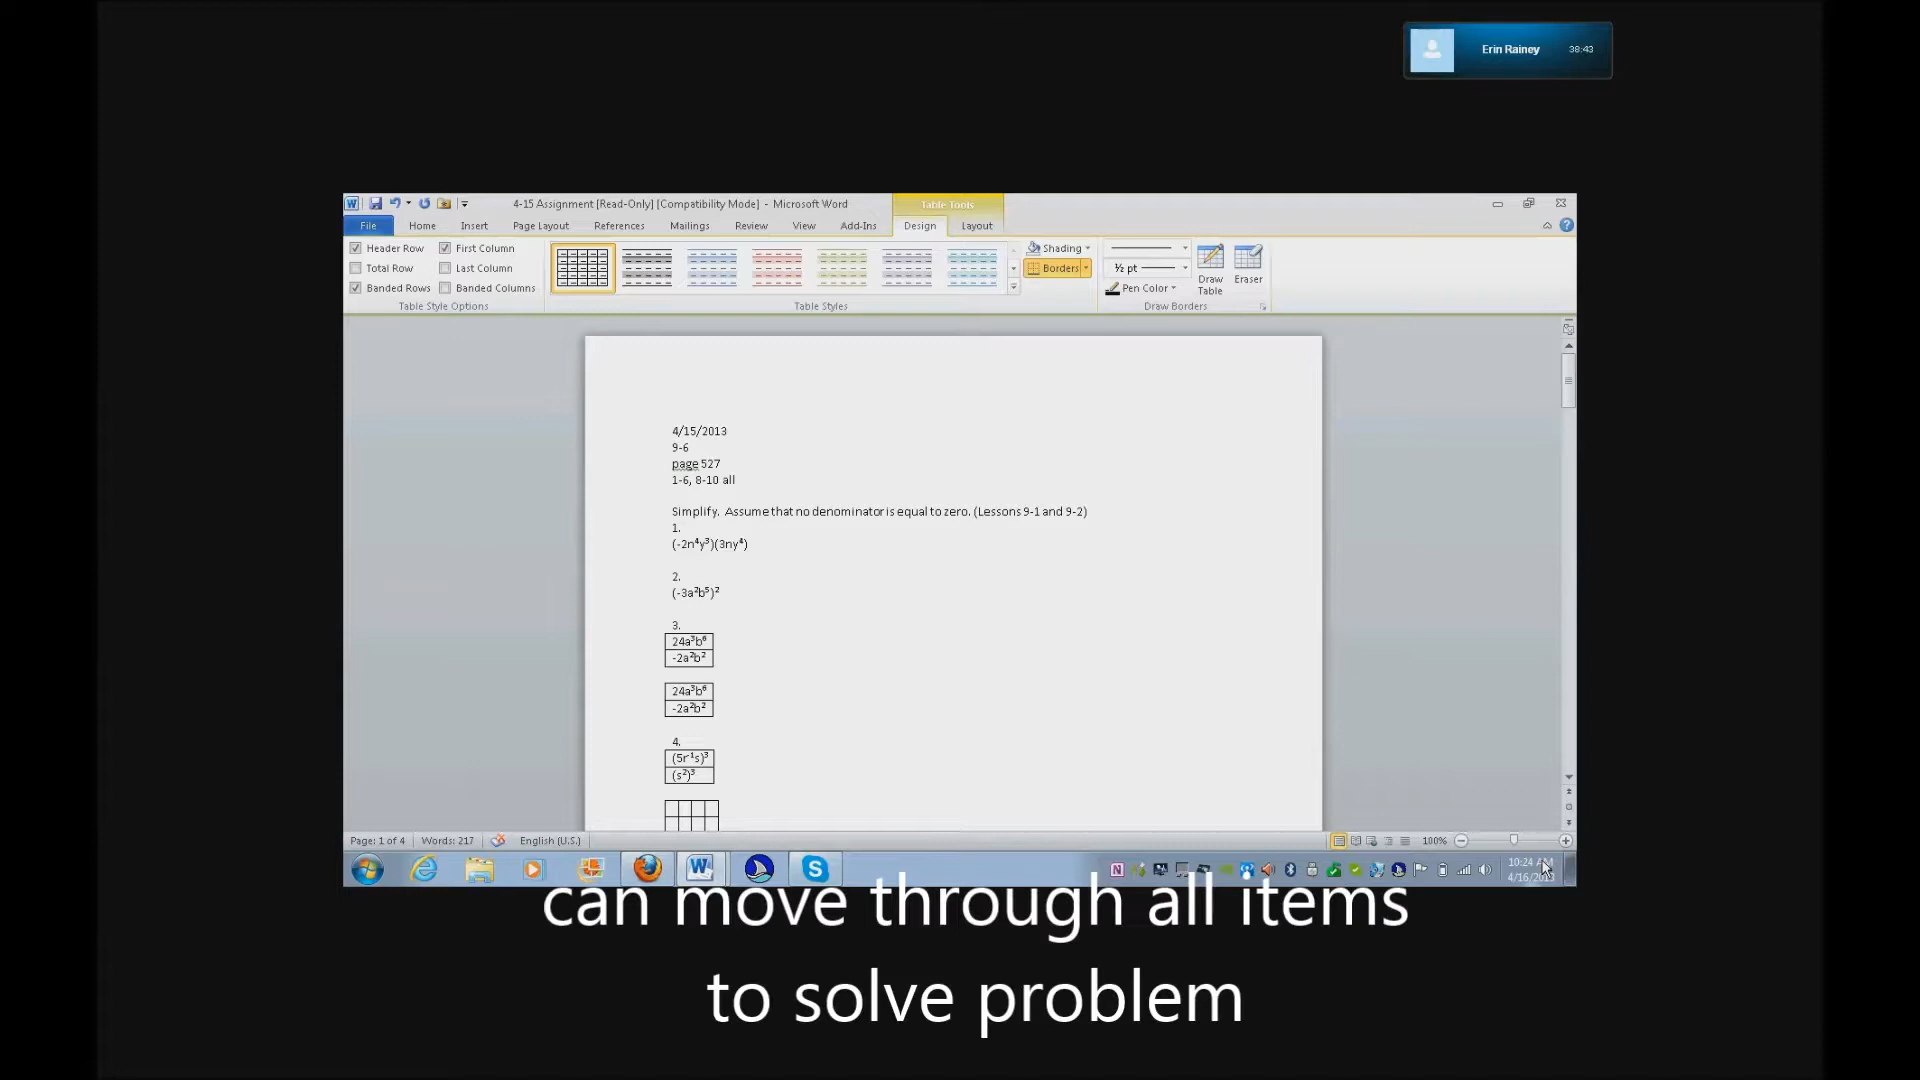 Erin Rainey 38:43
4-15 Assignment [Read-Only] [Compatibility Mode] - Microsoft Word
Table Tools
File Home Insert Page Layout References Mailings Review View Add-Ins Design Layout
Header Row First Column
Total Row Last Column
Banded Rows Banded Columns
Table Style Options
Table Styles
Shading
Borders
½ pt
Pen Color
Draw Table
Eraser
Draw Borders
4/15/2013
9-6
page 527
1-6, 8-10 all
Simplify. Assume that no denominator is equal to zero. (Lessons 9-1 and 9-2)
1.
(-2n⁴y³)(3ny⁴)
2.
(-3a²b⁵)²
3.
24a³b⁶
-2a²b²
24a³b⁶
-2a²b²
4.
(5r⁻¹s)³
(s²)³
Page: 1 of 4 Words: 217 English (U.S.) 100%
10:24 AM
can move through all items
to solve problem